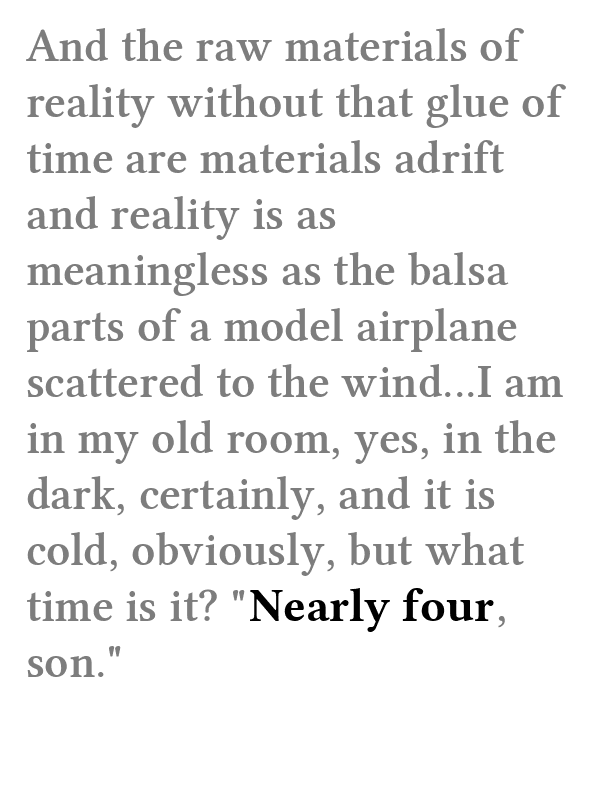 And the raw materials of
reality without that glue of
time are materials adrift
and reality is as
meaningless as the balsa
parts of a model airplane
scattered to the wind...I am
in my old room, yes, in the
dark, certainly, and it is
cold, obviously, but what
time is it? "Nearly four,
son."